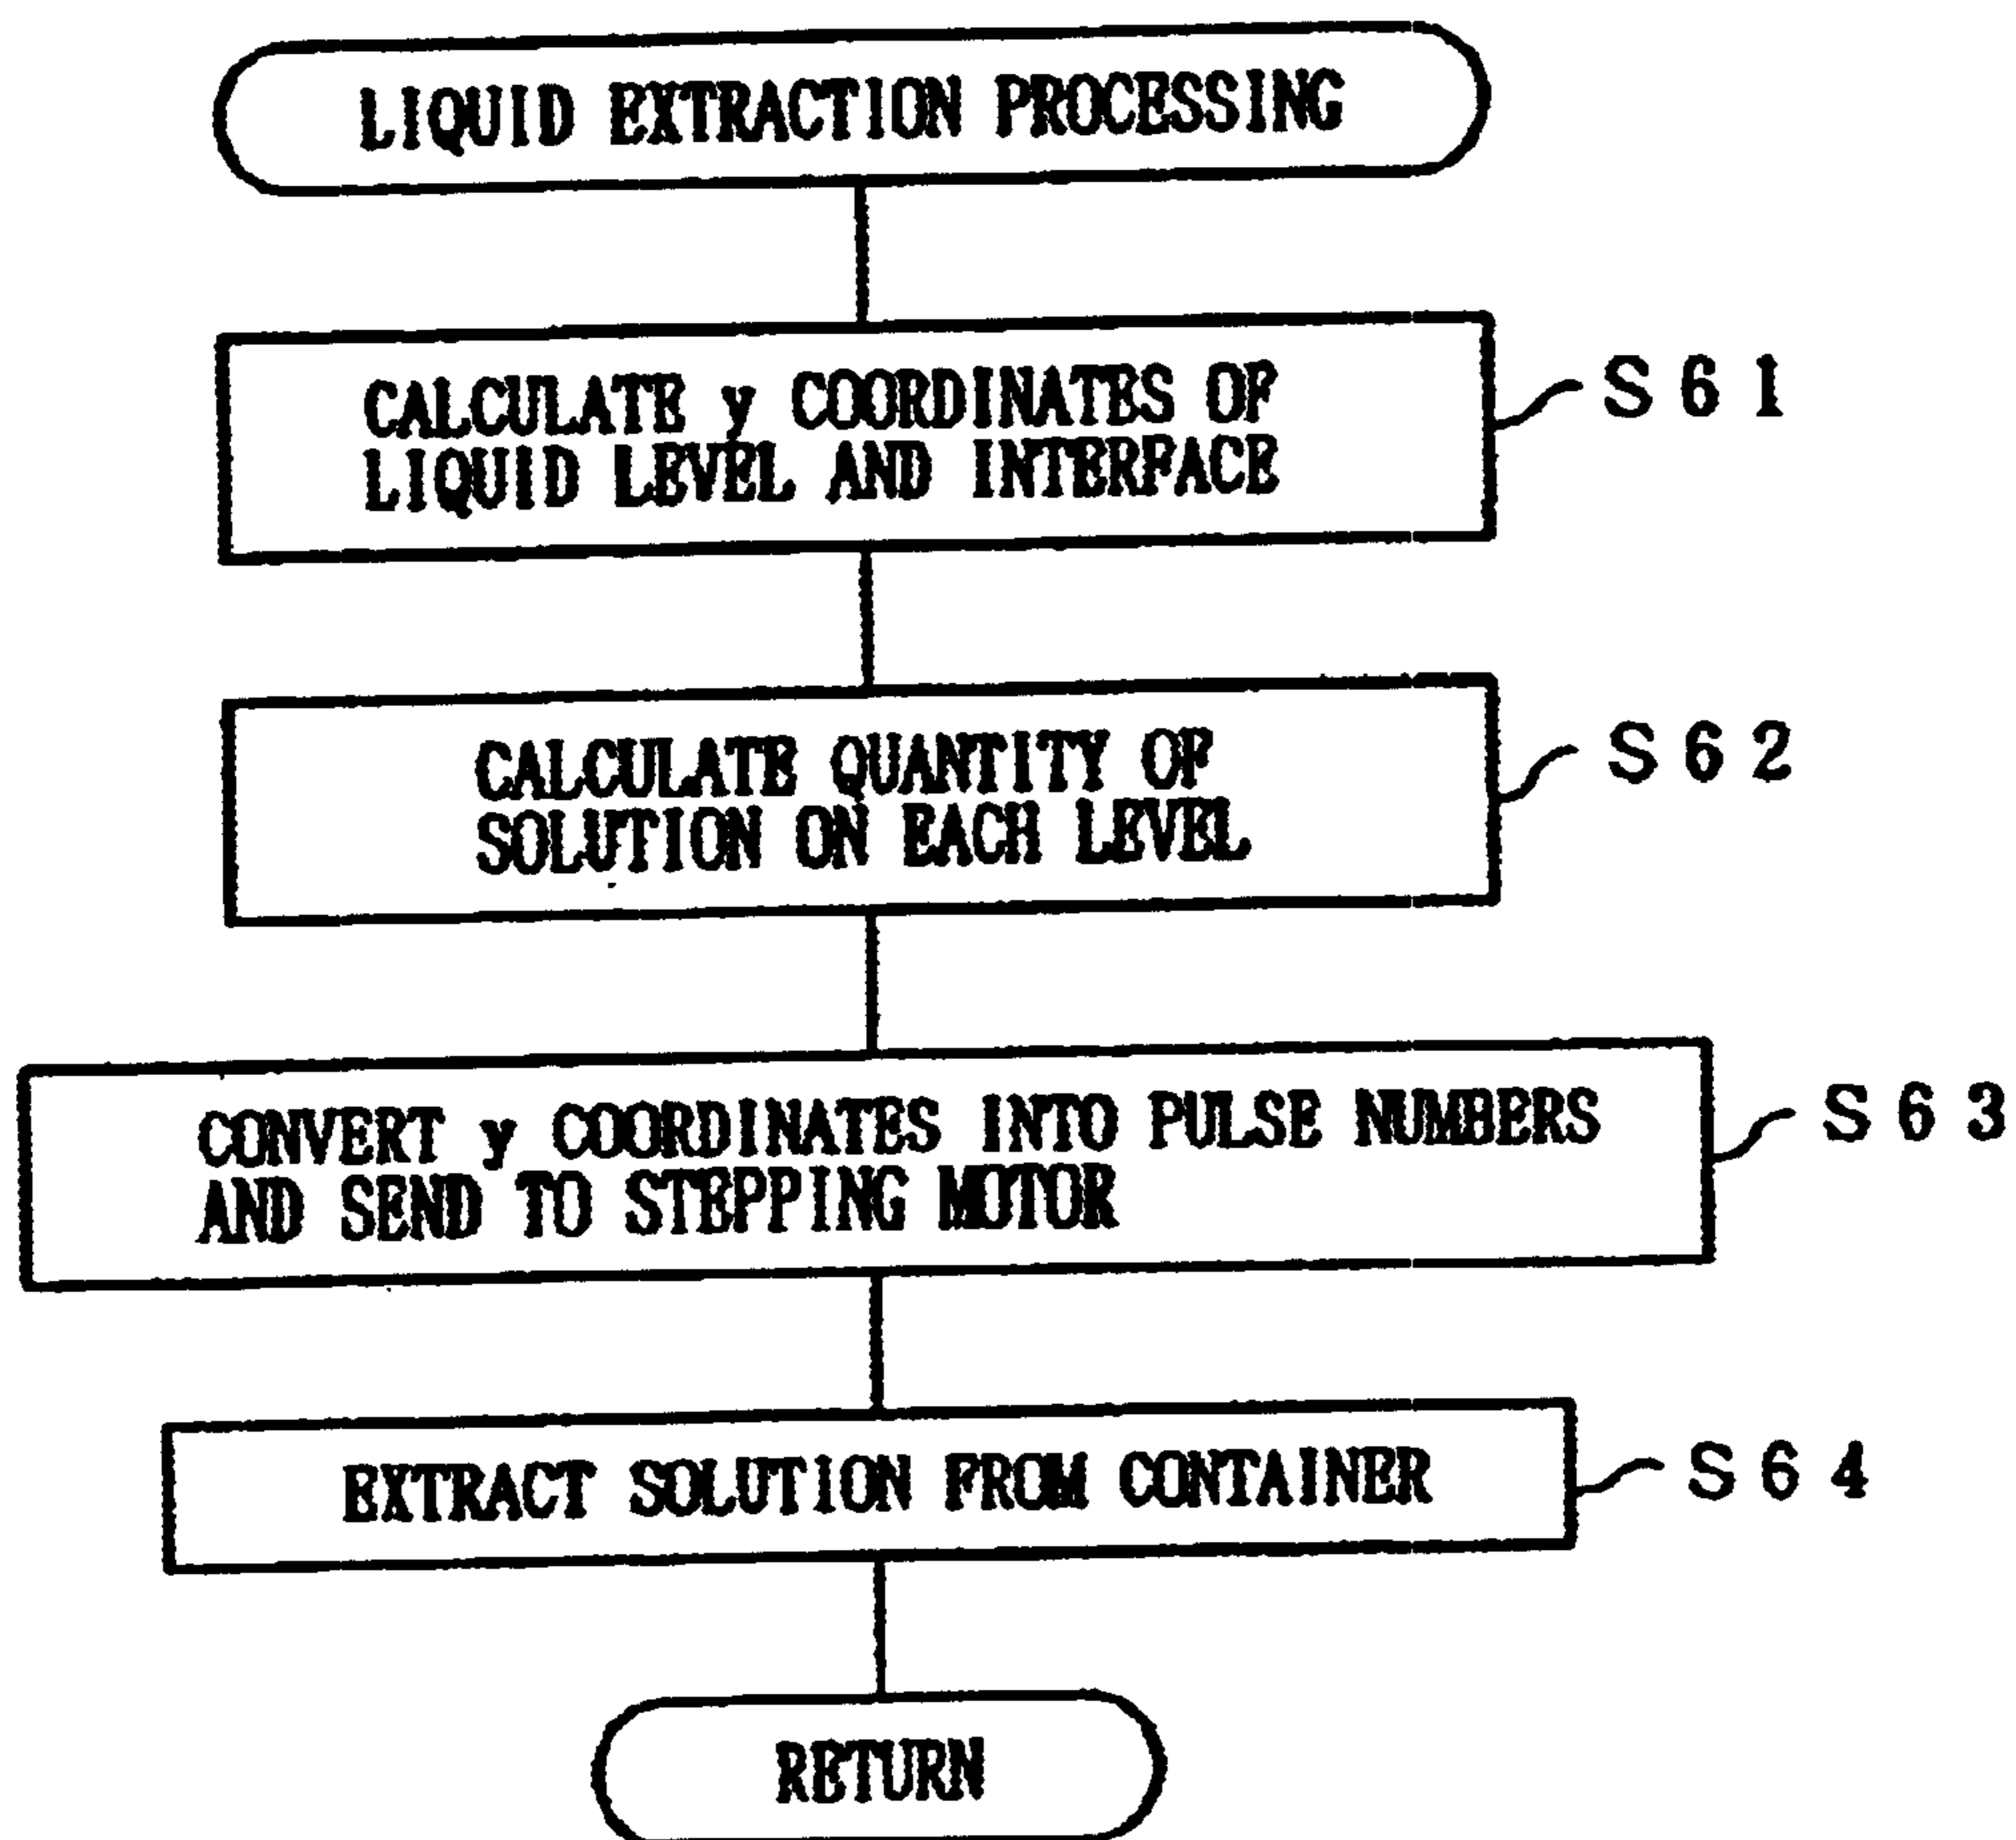 LIQUID EXTRACTION PROCESSING
CALCULATE y COORDINATES OF
LIQUID LEVEL AND INTERFACE
S61
CALCULATE QUANTITY OF
SOLUTION ON EACH LEVEL
S62
CONVERT y COORDINATES INTO PULSE NUMBERS
AND SEND TO STEPPING MOTOR
S63
EXTRACT SOLUTION FROM CONTAINER
S64
RETURN